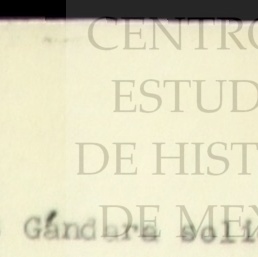 CENTRO
ESTUD
DE HIST
DE MEX
Gándara soli